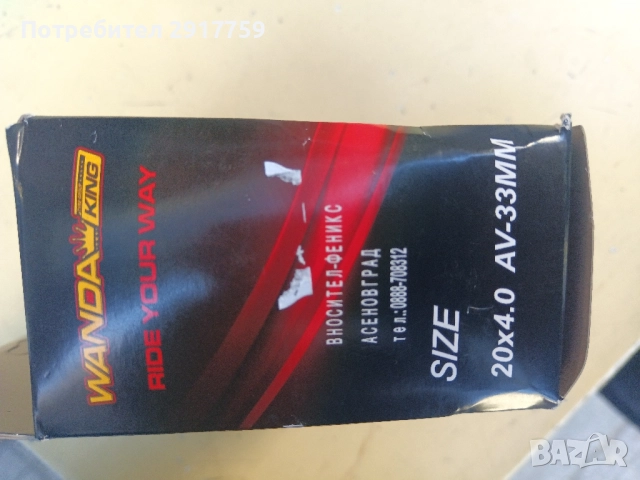 Потребител 2917759
WANDA KING
RIDE YOUR WAY
ВНОСИТЕЛ-ФЕНИКС
АСЕНОВГРАД
тел.:0888-708312
SIZE
20x4.0 AV-33MM
BAZAR